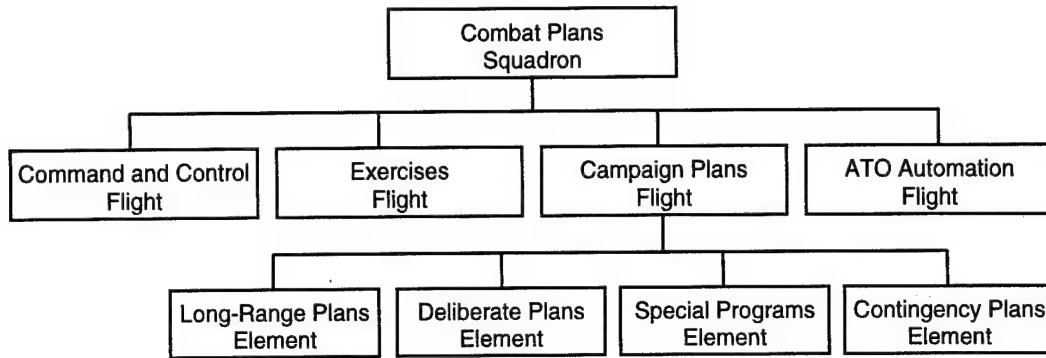 Combat Plans
Squadron
Command and Control
Flight
Exercises
Flight
Campaign Plans
Flight
ATO Automation
Flight
Long-Range Plans
Element
Deliberate Plans
Element
Special Programs
Element
Contingency Plans
Element